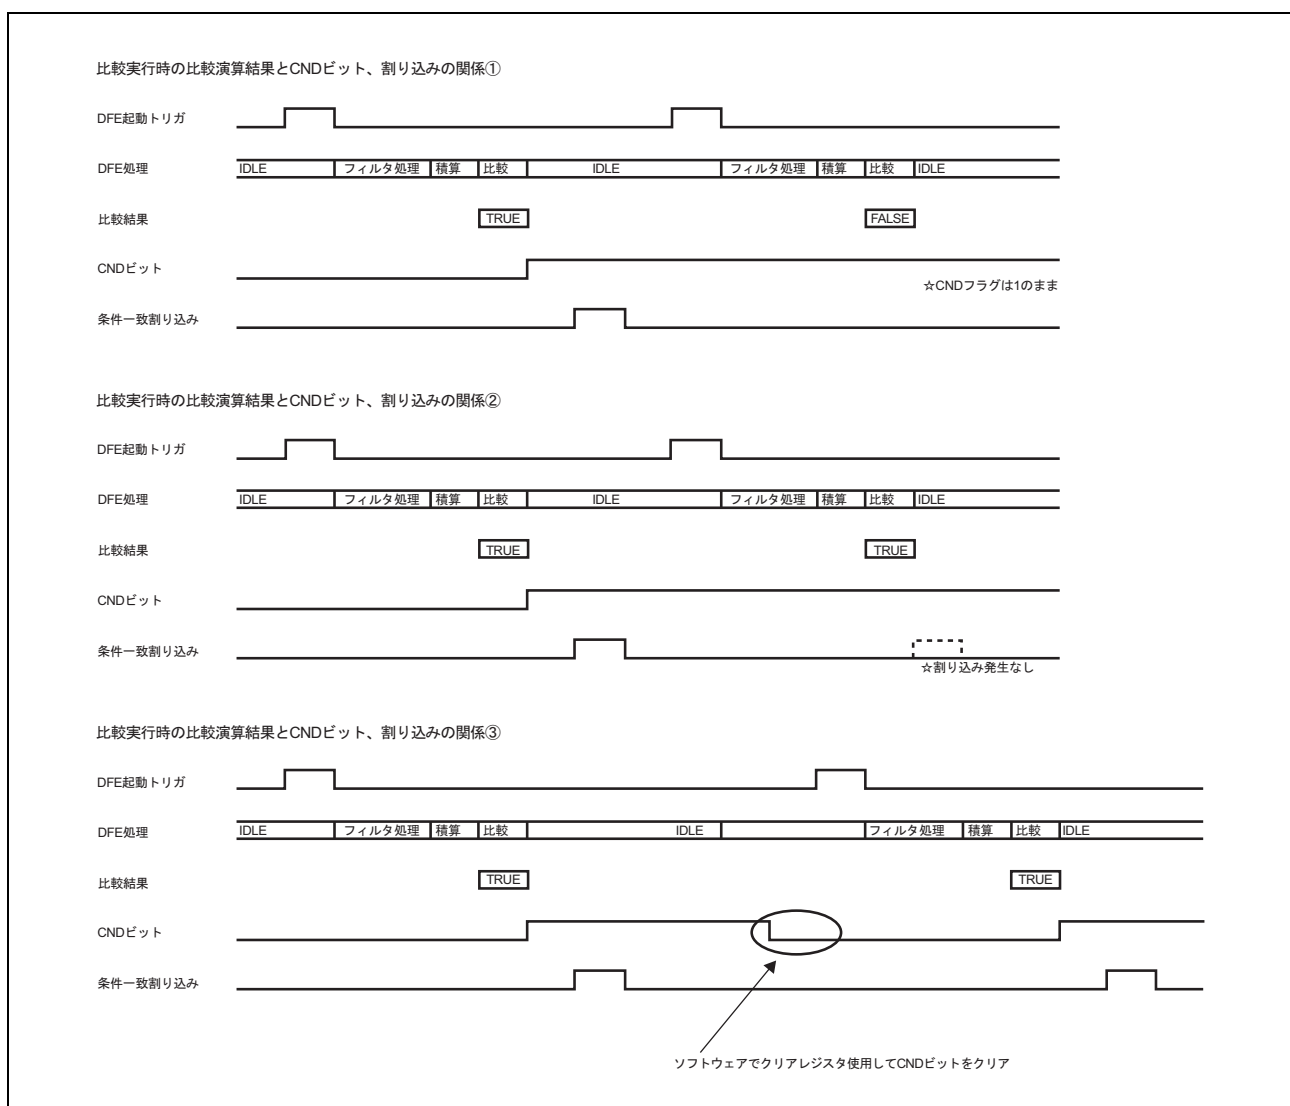 比較実行時の比較演算結果とCNDビット、割り込みの関係①
DFE起動トリガ
DFE処理 IDLE フィルタ処理 積算 比較 IDLE フィルタ処理 積算 比較 IDLE
比較結果 TRUE FALSE
CNDビット
☆CNDフラグは1のまま
条件一致割り込み
比較実行時の比較演算結果とCNDビット、割り込みの関係②
DFE起動トリガ
DFE処理 IDLE フィルタ処理 積算 比較 IDLE フィルタ処理 積算 比較 IDLE
比較結果 TRUE TRUE
CNDビット
条件一致割り込み
☆割り込み発生なし
比較実行時の比較演算結果とCNDビット、割り込みの関係③
DFE起動トリガ
DFE処理 IDLE フィルタ処理 積算 比較 IDLE フィルタ処理 積算 比較 IDLE
比較結果 TRUE TRUE
CNDビット
条件一致割り込み
ソフトウェアでクリアレジスタ使用してCNDビットをクリア